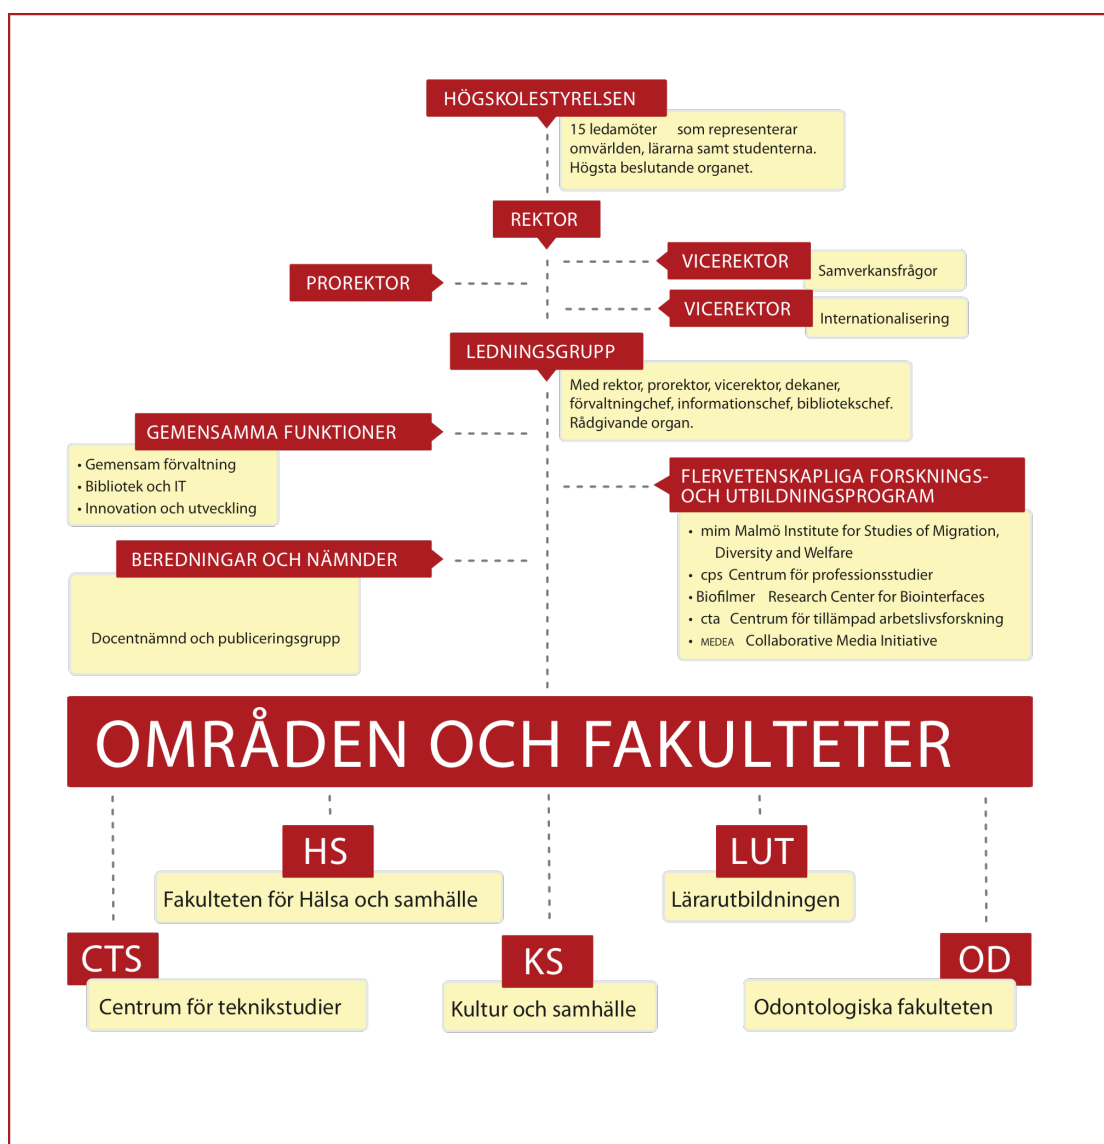 HÖGSKOLESTYRELSEN
15 ledamöter som representerar
omvärlden, lärarna samt studenterna.
Högsta beslutande organet.
REKTOR
VICEREKTOR
Samverkansfrågor
PROREKTOR
VICEREKTOR
Internationalisering
LEDNINGSGRUPP
Med rektor, prorektor, vicerektor, dekaner,
förvaltningchef, informationschef, bibliotekschef.
Rådgivande organ.
GEMENSAMMA FUNKTIONER
• Gemensam förvaltning
• Bibliotek och IT
• Innovation och utveckling
FLERVETENSKAPLIGA FORSKNINGS-
OCH UTBILDNINGSPROGRAM
• mim Malmö Institute for Studies of Migration,
Diversity and Welfare
• cps Centrum för professionsstudier
• Biofilmer Research Center for Biointerfaces
• cta Centrum för tillämpad arbetslivsforskning
• MEDEA Collaborative Media Initiative
BEREDNINGAR OCH NÄMNDER
Docentnämnd och publiceringsgrupp
OMRÅDEN OCH FAKULTETER
HS
Fakulteten för Hälsa och samhälle
LUT
Lärarutbildningen
CTS
Centrum för teknikstudier
KS
Kultur och samhälle
OD
Odontologiska fakulteten